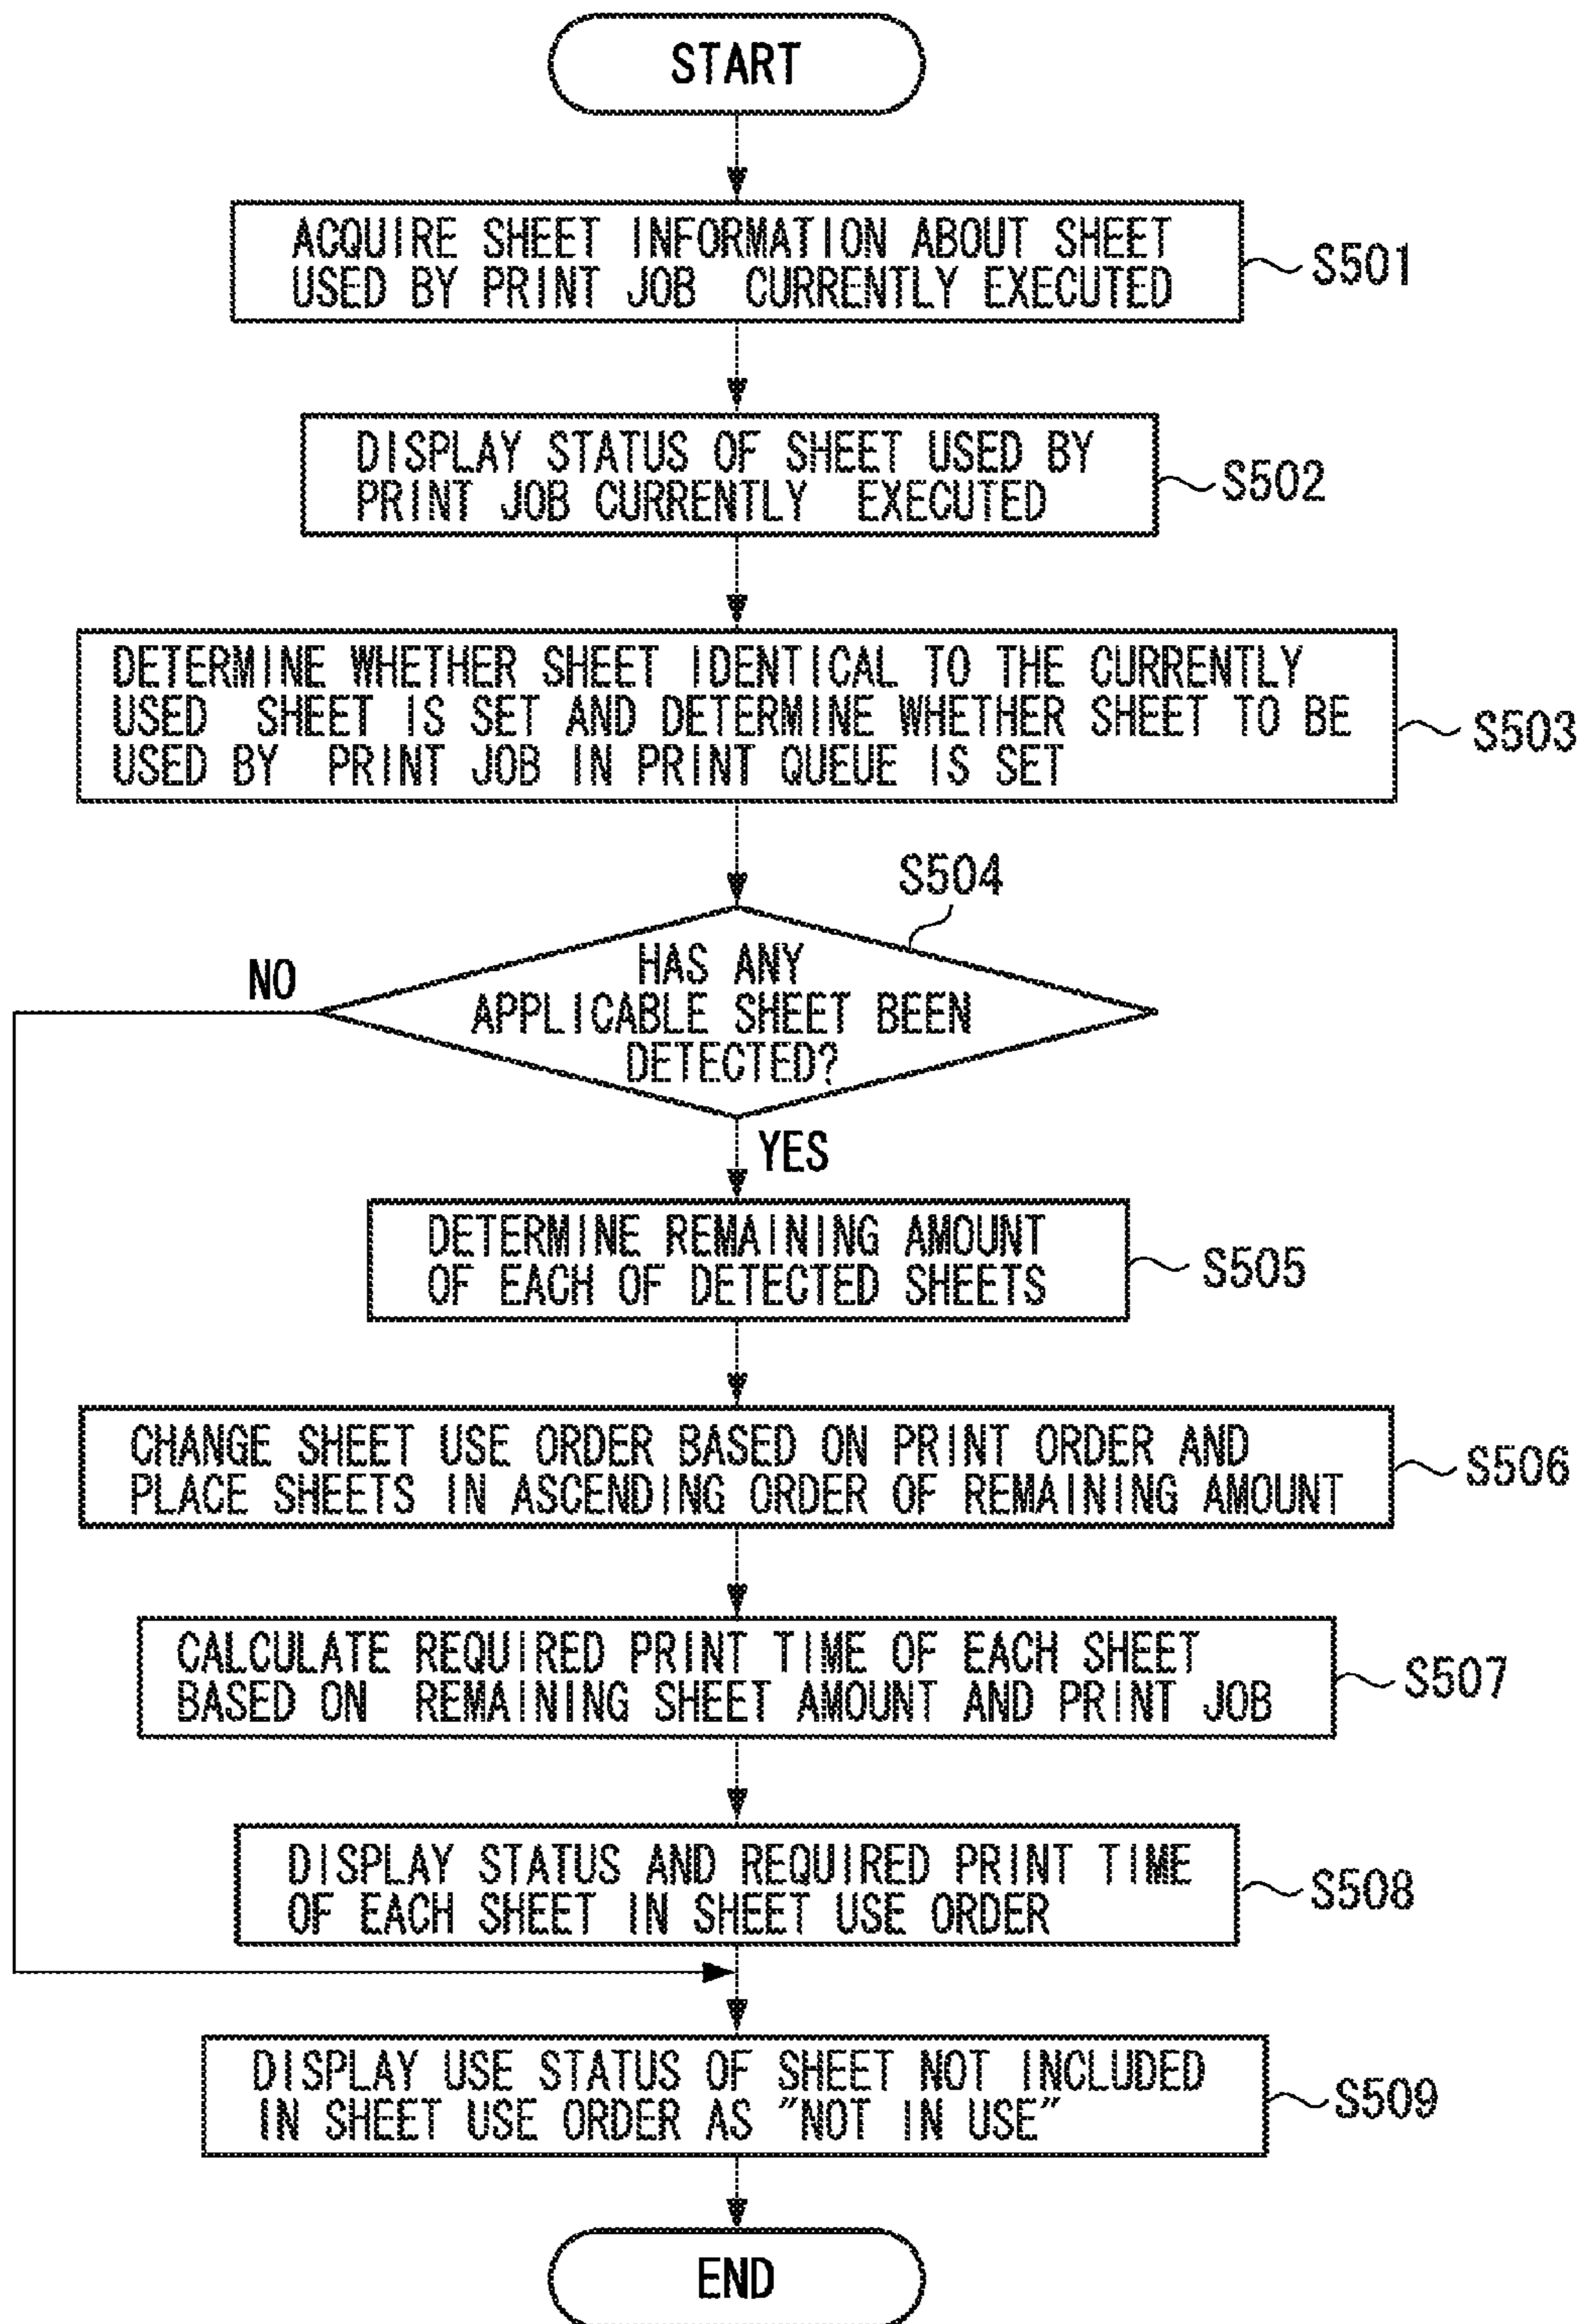 START
ACQUIRE SHEET INFORMATION ABOUT SHEET
USED BY PRINT JOB CURRENTLY EXECUTED
S501
DISPLAY STATUS OF SHEET USED BY
PRINT JOB CURRENTLY EXECUTED
S502
DETERMINE WHETHER SHEET IDENTICAL TO THE CURRENTLY
USED SHEET IS SET AND DETERMINE WHETHER SHEET TO BE
USED BY PRINT JOB IN PRINT QUEUE IS SET
S503
S504
HAS ANY
APPLICABLE SHEET BEEN
DETECTED?
NO
YES
DETERMINE REMAINING AMOUNT
OF EACH OF DETECTED SHEETS
S505
CHANGE SHEET USE ORDER BASED ON PRINT ORDER AND
PLACE SHEETS IN ASCENDING ORDER OF REMAINING AMOUNT
S506
CALCULATE REQUIRED PRINT TIME OF EACH SHEET
BASED ON REMAINING SHEET AMOUNT AND PRINT JOB
S507
DISPLAY STATUS AND REQUIRED PRINT TIME
OF EACH SHEET IN SHEET USE ORDER
S508
DISPLAY USE STATUS OF SHEET NOT INCLUDED
IN SHEET USE ORDER AS "NOT IN USE"
S509
END